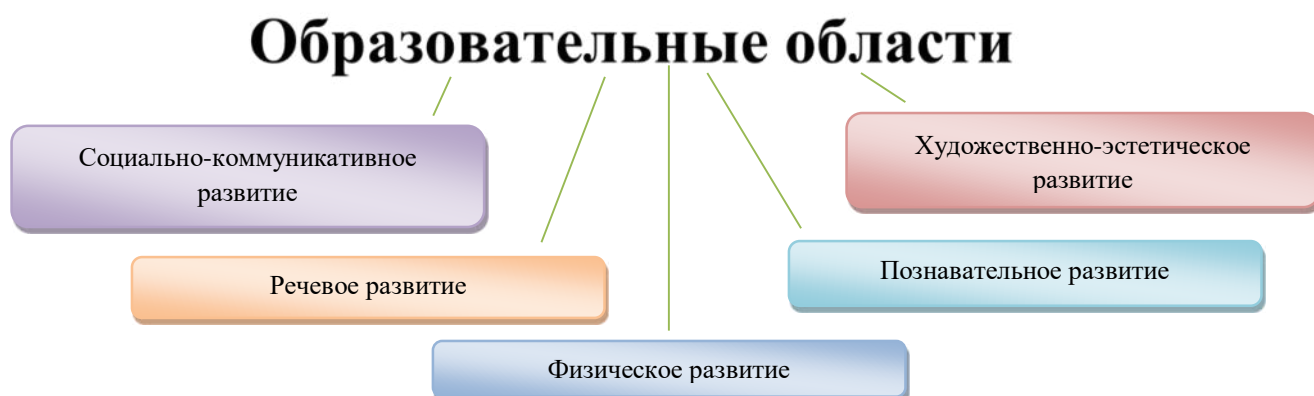 Образовательные области
Социально-коммуникативное
развитие
Художественно-эстетическое
развитие
Речевое развитие
Познавательное развитие
Физическое развитие